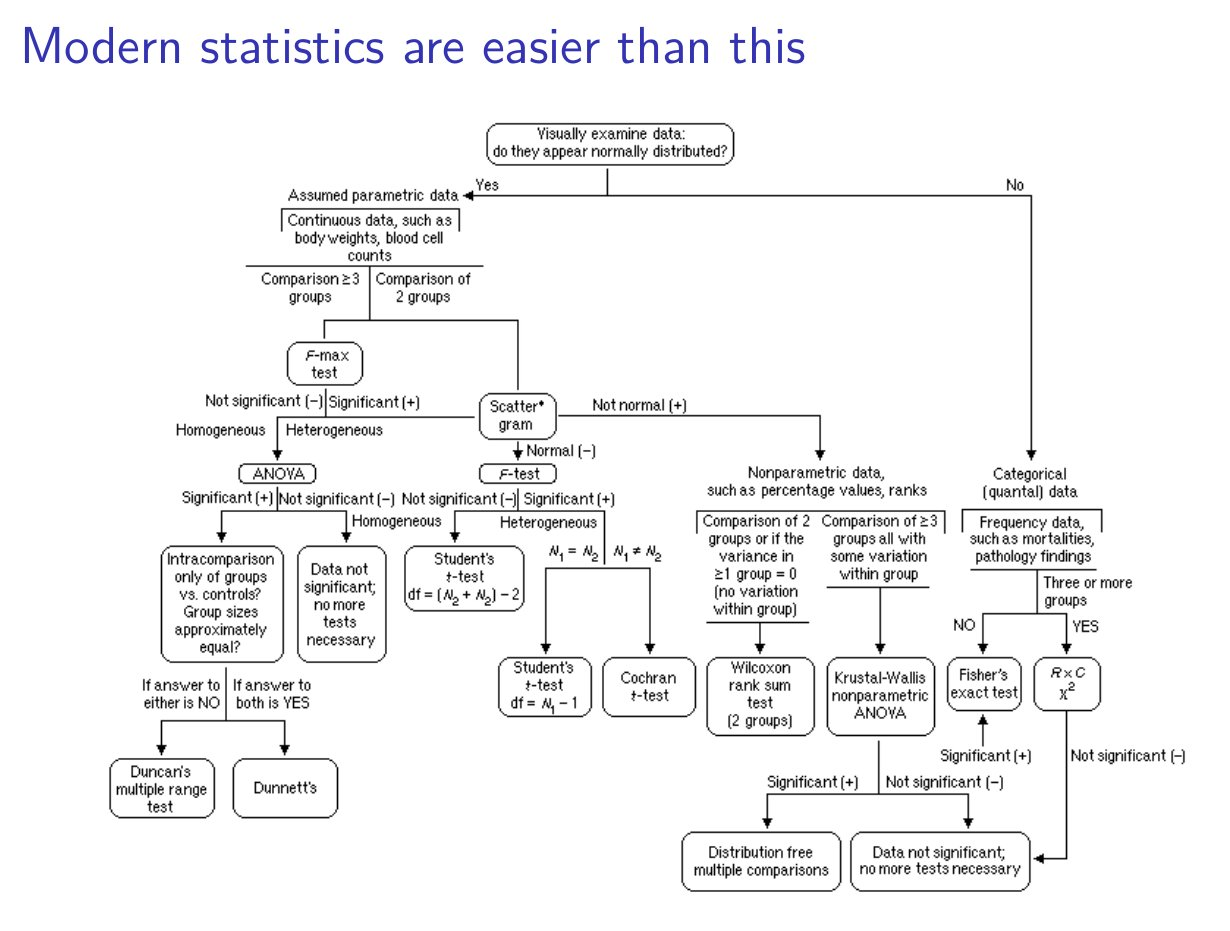 Modern statistics are easier than this
Visually examine data:
do they appear normally distributed?
Yes
No
Assumed parametric data
Continuous data, such as
body weights, blood cell
counts
Comparison ≥3
groups
Comparison of
2 groups
F-max
test
Not significant (–)
Significant (+)
Homogeneous
Heterogeneous
Scatter*
gram
Not normal (+)
Normal (–)
ANOVA
F-test
Significant (+)
Not significant (–)
Not significant (–)
Significant (+)
Homogeneous
Heterogeneous
Nonparametric data,
such as percentage values, ranks
Categorical
(quantal) data
Intracomparison
only of groups
vs. controls?
Group sizes
approximately
equal?
Data not
significant;
no more
tests
necessary
Student's
t-test
df = (N2 + N2) – 2
N1 = N2
N1 ≠ N2
Comparison of 2
groups or if the
variance in
≥1 group = 0
(no variation
within group)
Comparison of ≥3
groups all with
some variation
within group
Frequency data,
such as mortalities,
pathology findings
Three or more
groups
NO
YES
Student's
t-test
df = N1 – 1
Cochran
t-test
Wilcoxon
rank sum
test
(2 groups)
Krustal-Wallis
nonparametric
ANOVA
Fisher's
exact test
R × C
χ²
If answer to
either is NO
If answer to
both is YES
Duncan's
multiple range
test
Dunnett's
Significant (+)
Not significant (–)
Significant (+)
Not significant (–)
Distribution free
multiple comparisons
Data not significant;
no more tests necessary